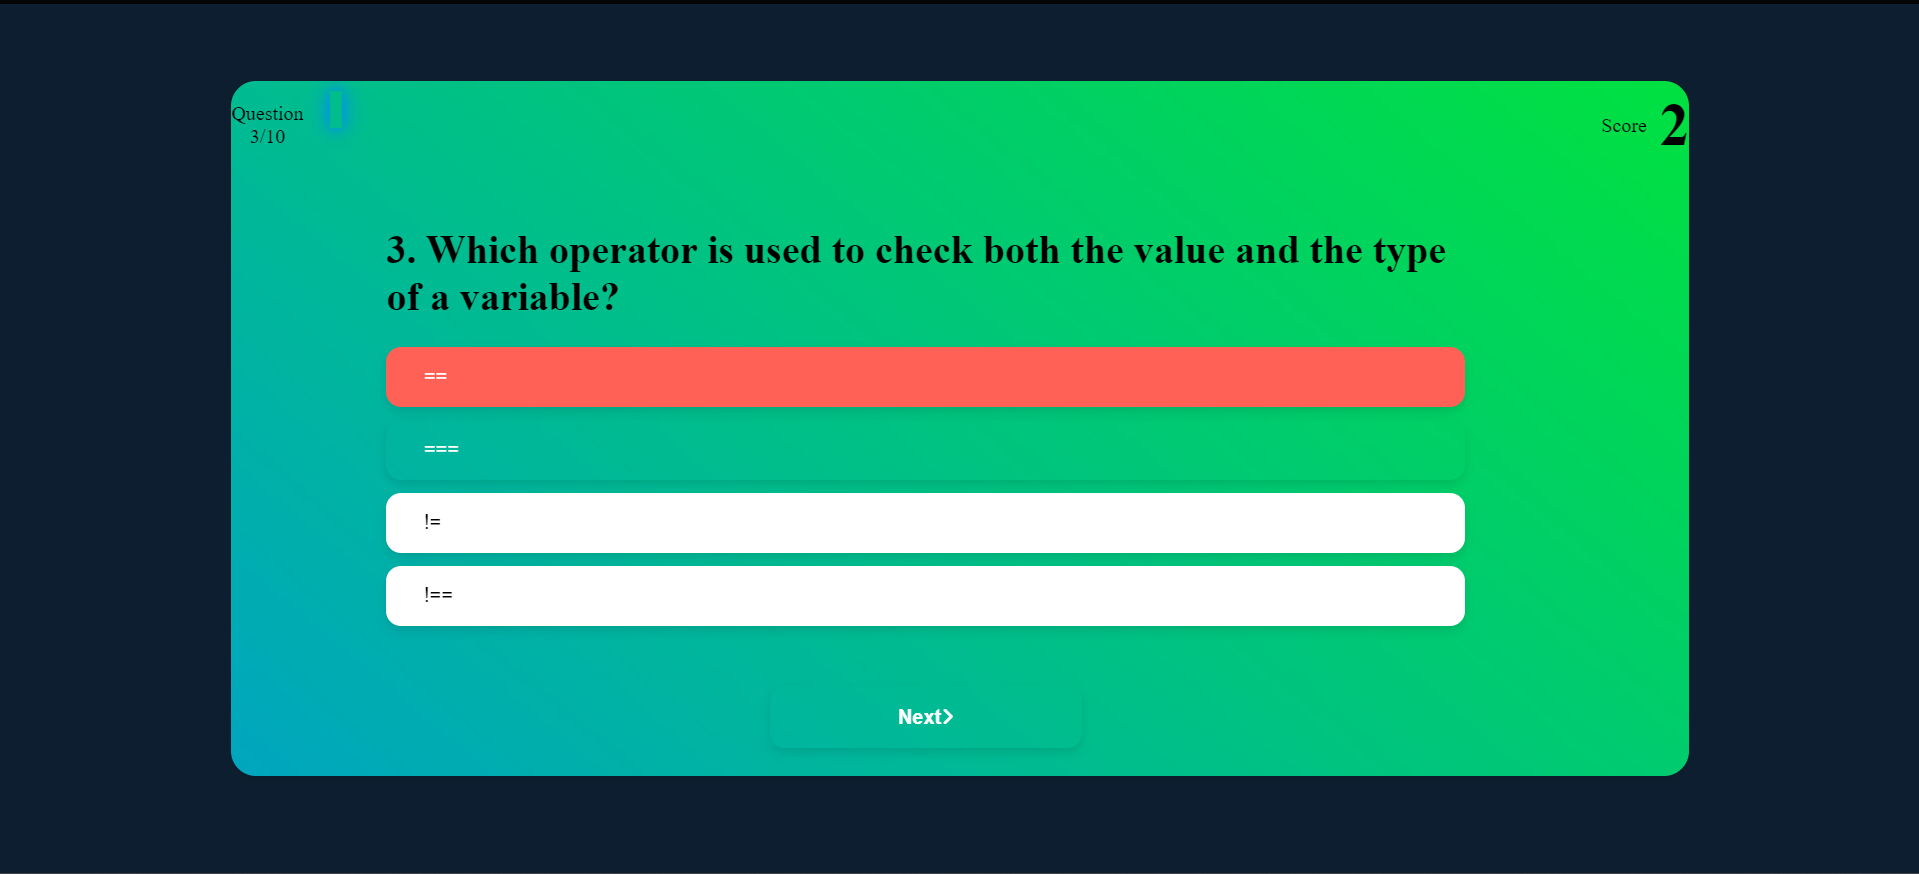 Question
3/10
Score 2
3. Which operator is used to check both the value and the type
of a variable?
==
===
!=
!==
Next